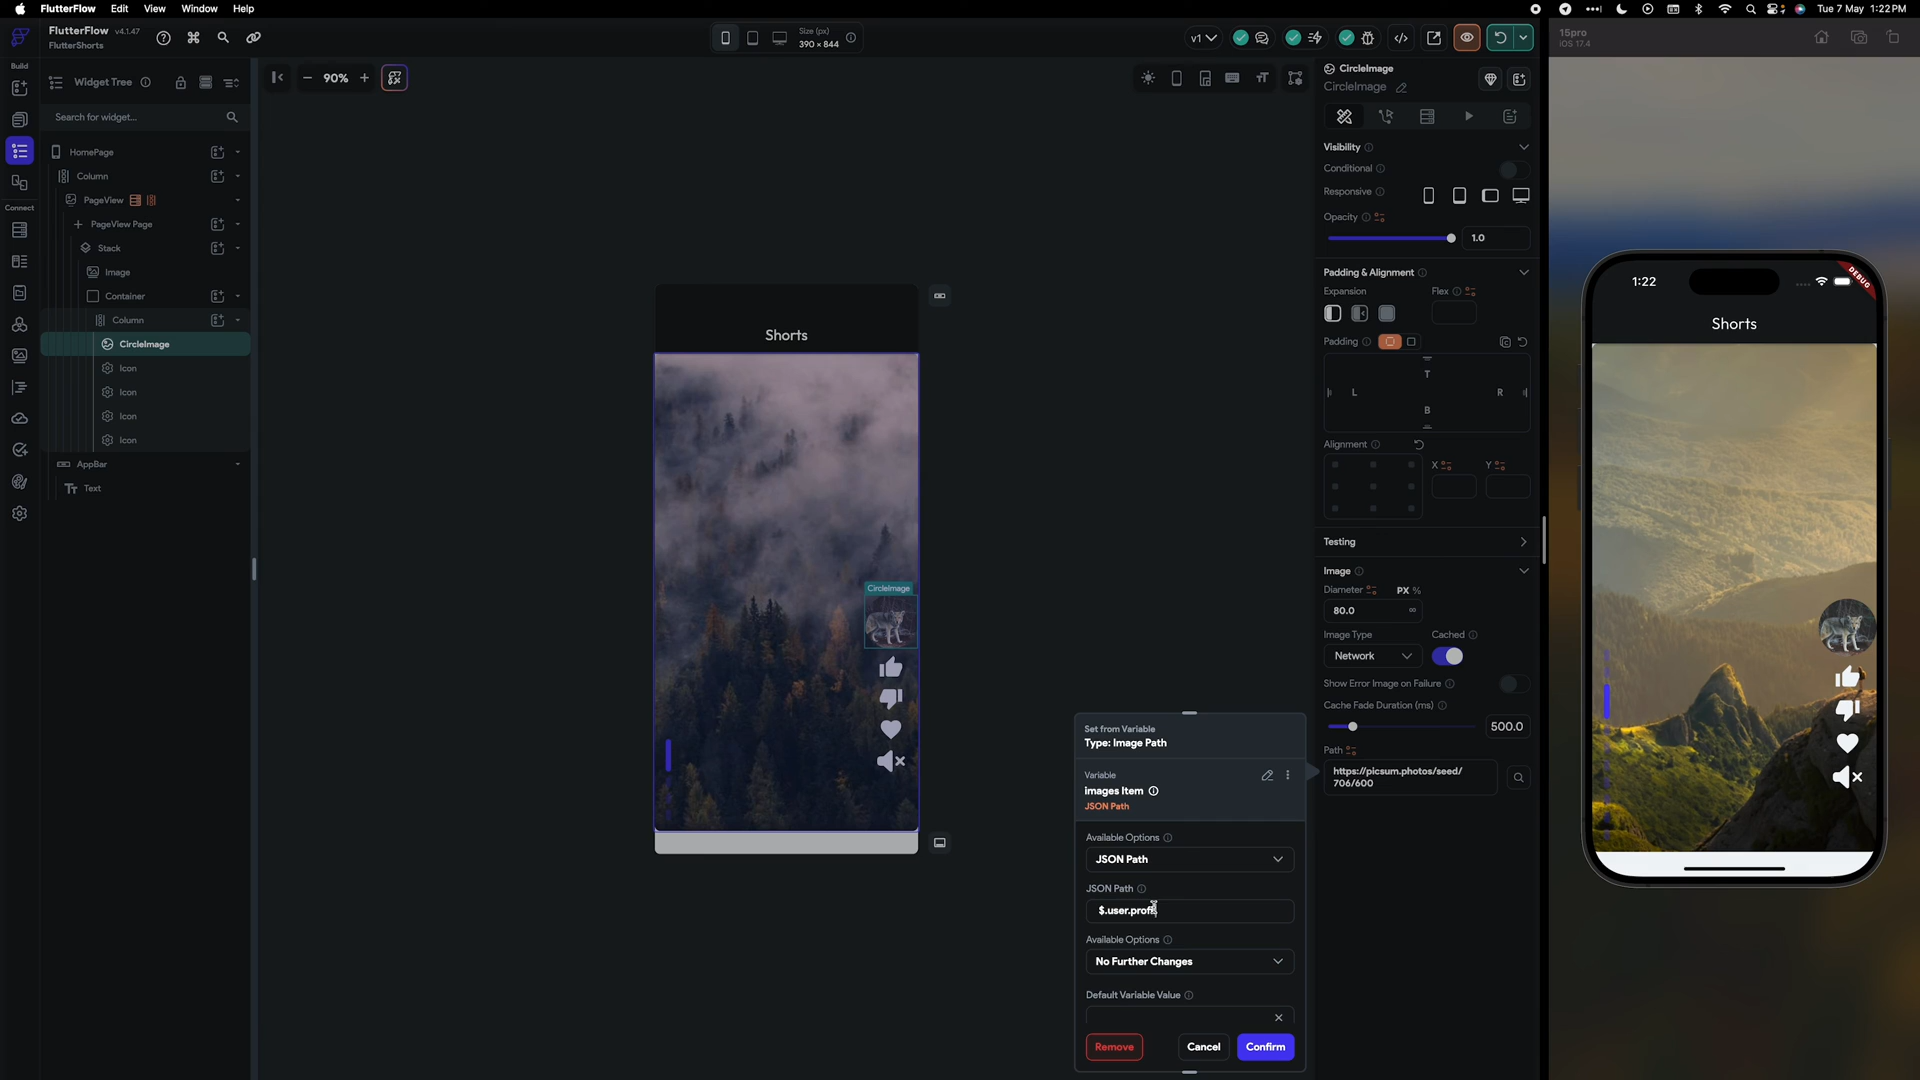 FlutterFlow Edit View Window Help
Tue 7 May 1:22 PM
FlutterFlow v4.1.47
FlutterShorts
Size (px)
390 × 844
v1
15pro
iOS 17.4
Build
Widget Tree
90%
CircleImage
CircleImage
Search for widget...
HomePage
Column
PageView
PageView Page
Stack
Image
Container
Column
CircleImage
Icon
Icon
Icon
Icon
AppBar
Text
Connect
Shorts
CircleImage
Visibility
Conditional
Responsive
Opacity
1.0
Padding & Alignment
Expansion
Flex
Padding
T
L
R
B
Alignment
X
Y
Testing
Image
Diameter
PX %
80.0
Image Type
Cached
Network
Show Error Image on Failure
Cache Fade Duration (ms)
500.0
Path
https://picsum.photos/seed/
706/600
Set from Variable
Type: Image Path
Variable
images Item
JSON Path
Available Options
JSON Path
JSON Path
$.user.profi
Available Options
No Further Changes
Default Variable Value
Remove
Cancel
Confirm
1:22
DEBUG
Shorts